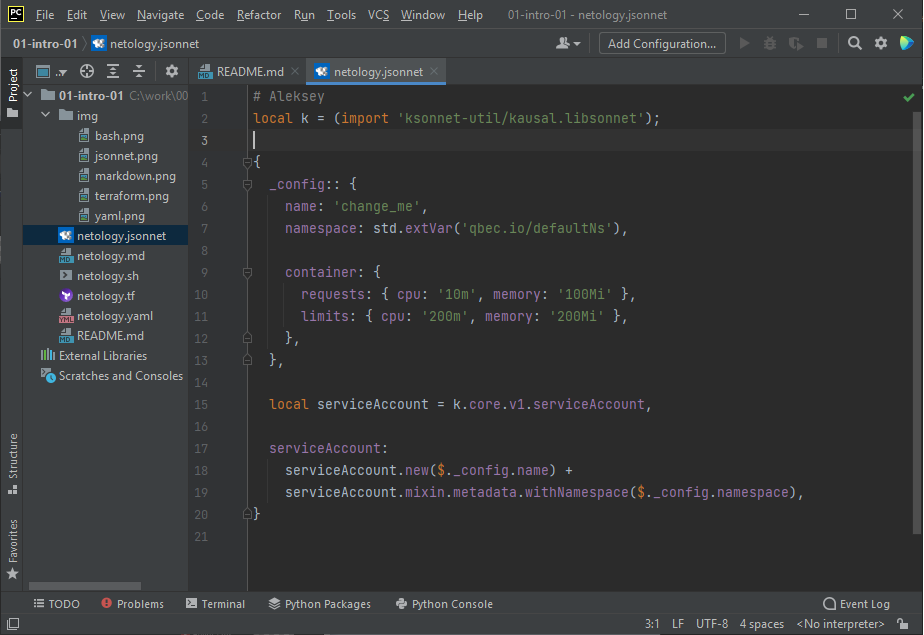 PC File Edit View Navigate Code Refactor Run Tools VCS Window Help 01-intro-01 - netology.jsonnet
01-intro-01 netology.jsonnet Add Configuration...
Project
README.md netology.jsonnet
01-intro-01 C:\work\00
img
bash.png
jsonnet.png
markdown.png
terraform.png
yaml.png
netology.jsonnet
MD netology.md
netology.sh
netology.tf
YML netology.yaml
MD README.md
External Libraries
Scratches and Consoles
Structure
Favorites
1 # Aleksey
2 local k = (import 'ksonnet-util/kausal.libsonnet');
3
4 {
5 _config:: {
6 name: 'change_me',
7 namespace: std.extVar('qbec.io/defaultNs'),
8
9 container: {
10 requests: { cpu: '10m', memory: '100Mi' },
11 limits: { cpu: '200m', memory: '200Mi' },
12 },
13 },
14
15 local serviceAccount = k.core.v1.serviceAccount,
16
17 serviceAccount:
18 serviceAccount.new($._config.name) +
19 serviceAccount.mixin.metadata.withNamespace($._config.namespace),
20 }
21
TODO Problems Terminal Python Packages Python Console Event Log
3:1 LF UTF-8 4 spaces <No interpreter>